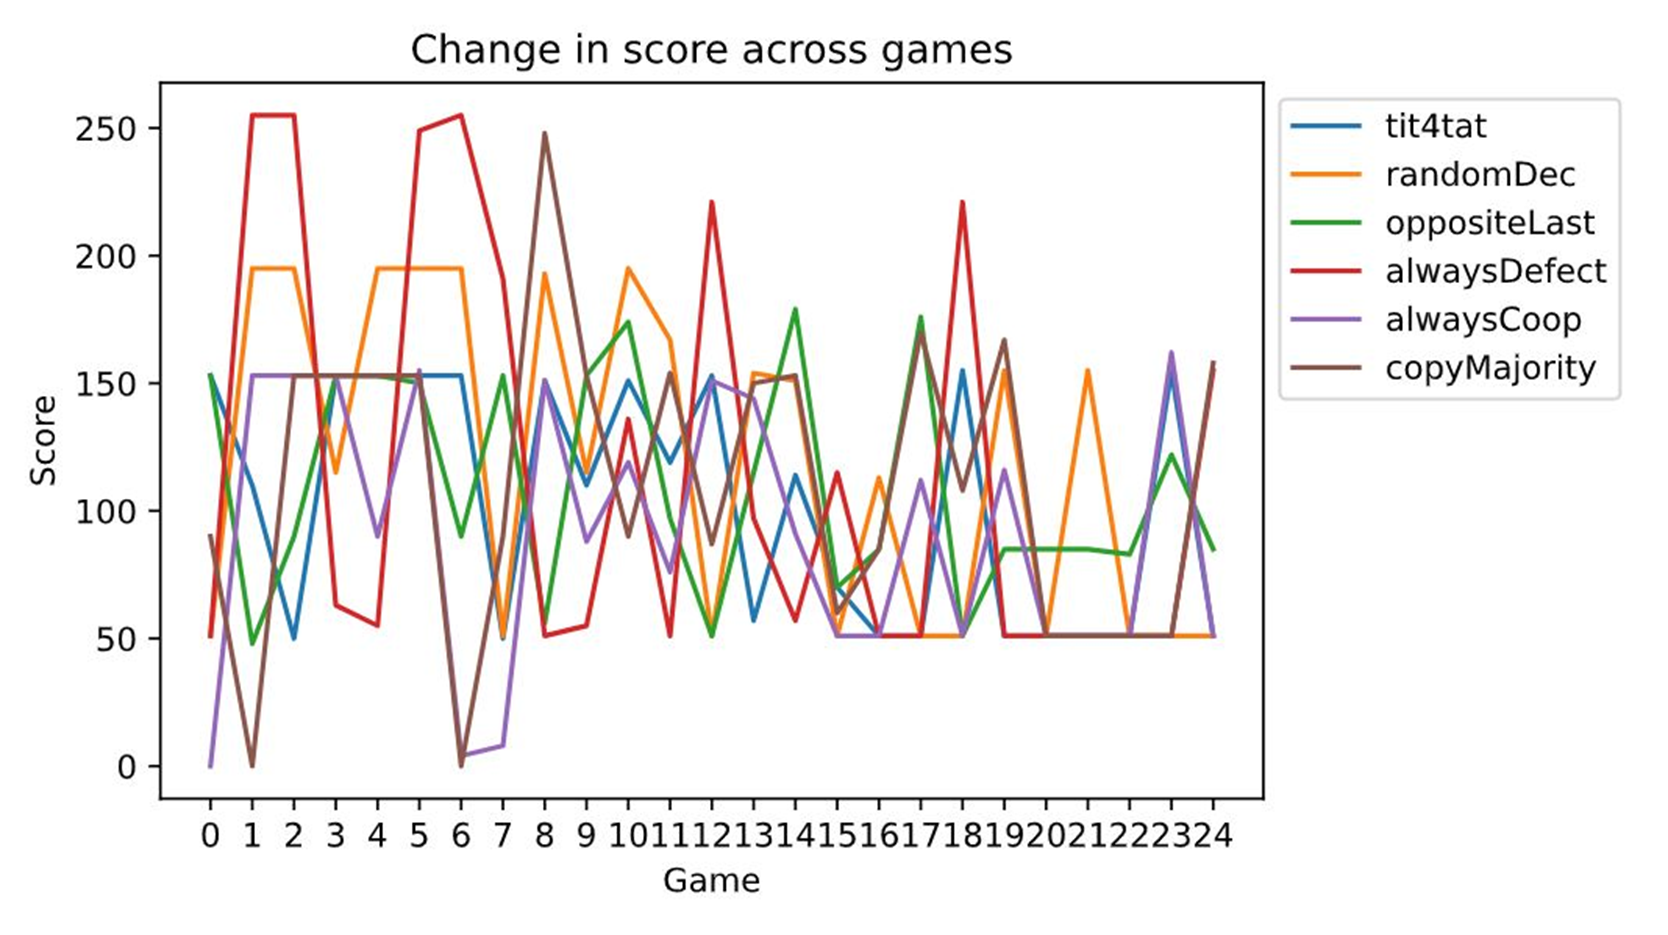 Change in score across games
250
200
150
100
50
0
Score
0 1 2 3 4 5 6 7 8 9 10 11 12 13 14 15 16 17 18 19 20 21 22 23 24
Game
tit4tat
randomDec
oppositeLast
alwaysDefect
alwaysCoop
copyMajority